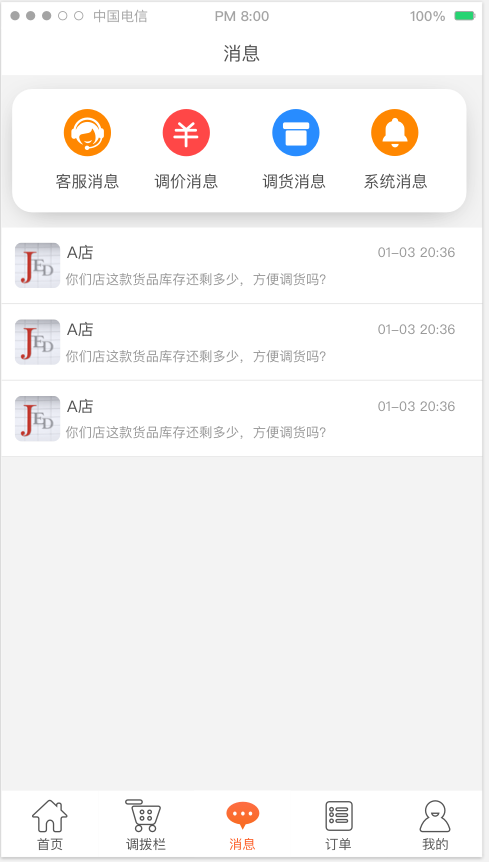 中国电信 PM 8:00 100%
消息
客服消息 调价消息 调货消息 系统消息
JED A店 01-03 20:36
你们店这款货品库存还剩多少，方便调货吗?
JED A店 01-03 20:36
你们店这款货品库存还剩多少，方便调货吗?
JED A店 01-03 20:36
你们店这款货品库存还剩多少，方便调货吗?
首页 调拨栏 消息 订单 我的